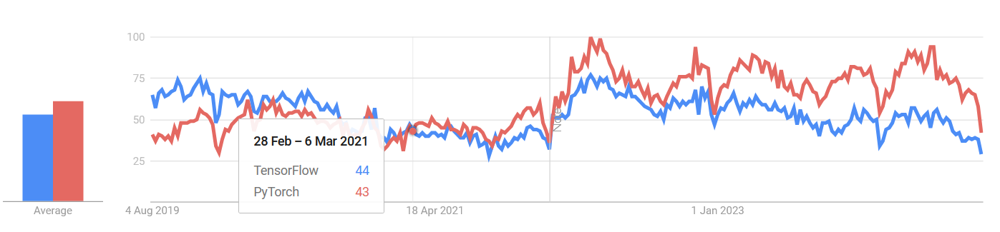 100
75
50
25
Note
28 Feb – 6 Mar 2021
TensorFlow 44
PyTorch 43
Average
4 Aug 2019
18 Apr 2021
1 Jan 2023